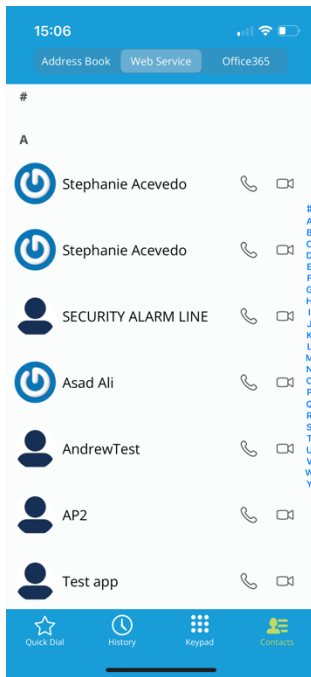 15:06
Address Book Web Service Office365
#
A
Stephanie Acevedo
Stephanie Acevedo
SECURITY ALARM LINE
Asad Ali
AndrewTest
AP2
Test app
#
A
B
C
D
E
F
G
H
I
J
K
L
M
N
O
P
Q
R
S
T
U
V
W
Y
Quick Dial History Keypad Contacts